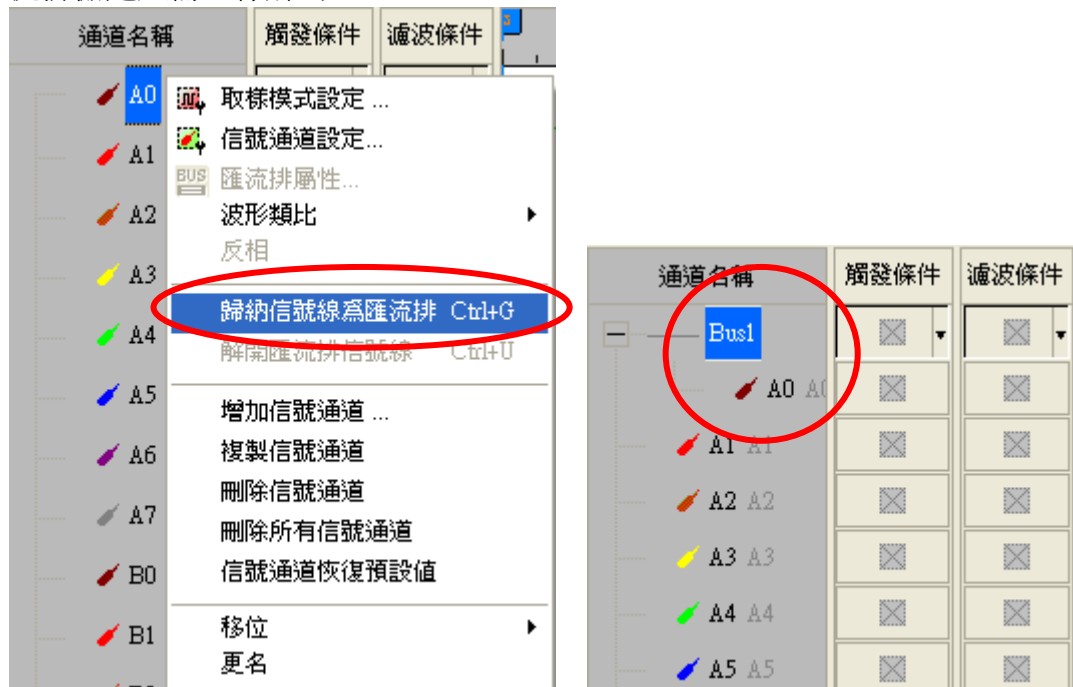 通道名稱 觸發條件 濾波條件
A0
A1
A2
A3
A4
A5
A6
A7
B0
B1
取樣模式設定 ...
信號通道設定...
BUS 匯流排屬性...
波形類比
反相
歸納信號線爲匯流排 Ctrl+G
解開匯流排信號線 Ctrl+U
增加信號通道 ...
複製信號通道
刪除信號通道
刪除所有信號通道
信號通道恢復預設值
移位
更名
通道名稱 觸發條件 濾波條件
Bus1
A0
A1 A1
A2 A2
A3 A3
A4 A4
A5 A5